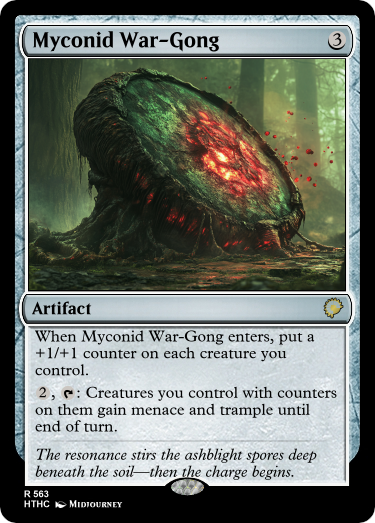 Myconid War-Gong 3
Artifact
When Myconid War-Gong enters, put a
+1/+1 counter on each creature you
control.
2, : Creatures you control with counters
on them gain menace and trample until
end of turn.
The resonance stirs the ashblight spores deep
beneath the soil—then the charge begins.
R 563
HTHC Midjourney